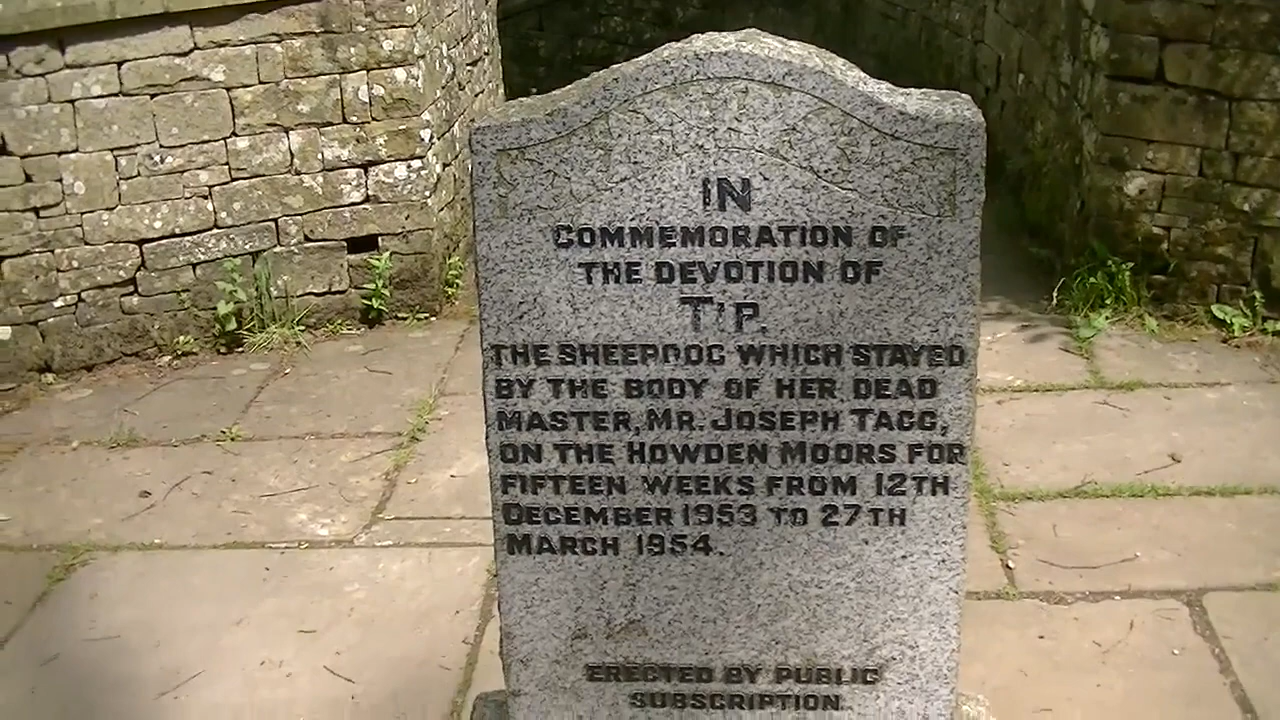 IN
COMMEMORATION OF
THE DEVOTION OF
TIP.
THE SHEEPDOG WHICH STAYED
BY THE BODY OF HER DEAD
MASTER, MR. JOSEPH TAGG,
ON THE HOWDEN MOORS FOR
FIFTEEN WEEKS FROM 12TH
DECEMBER 1953 TO 27TH
MARCH 1954.
ERECTED BY PUBLIC
SUBSCRIPTION.